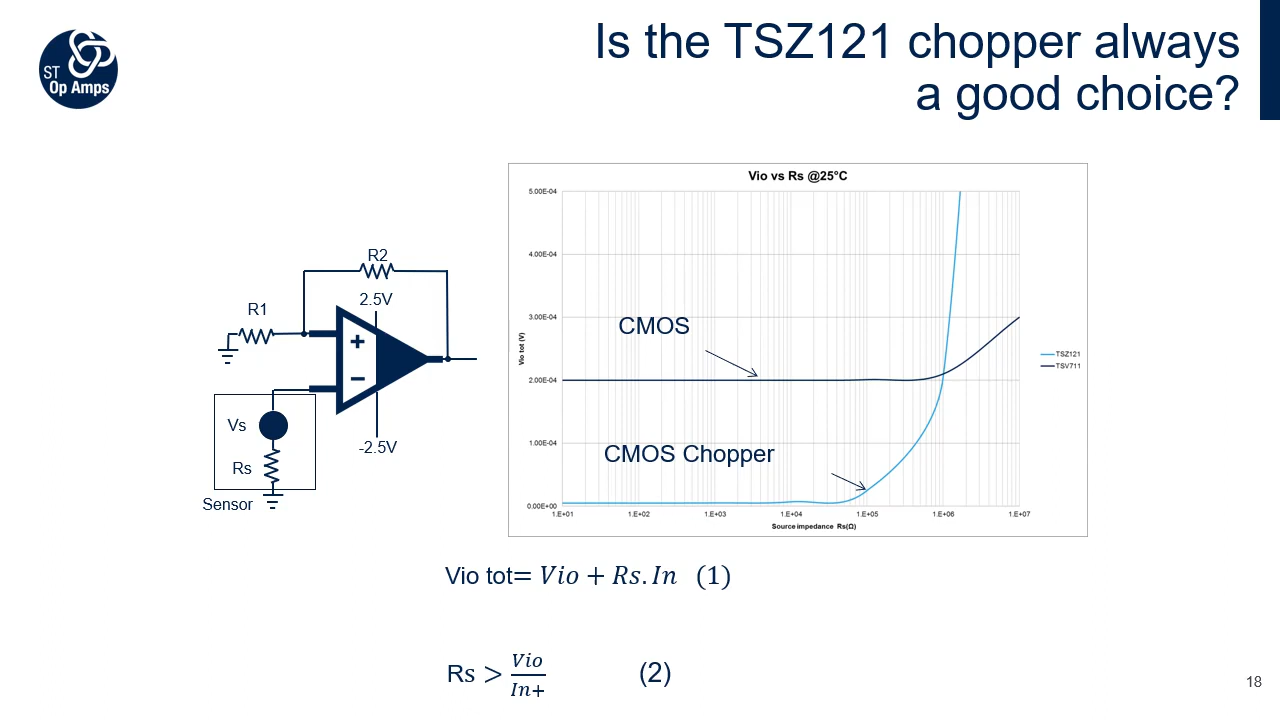 Is the TSZ121 chopper always
a good choice?
ST
Op Amps
Vio vs Rs @25°C
5.00E-04
4.00E-04
3.00E-04
2.00E-04
1.00E-04
0.00E+00
Vio tot (V)
1.E+01 1.E+02 1.E+03 1.E+04 1.E+05 1.E+06 1.E+07
Source impedance Rs(Ω)
CMOS
CMOS Chopper
TSZ121
TSV711
R2
2.5V
R1
+
−
Vs
-2.5V
Rs
Sensor
Vio tot= Vio + Rs.In (1)
Rs > Vio/In+ (2)
18